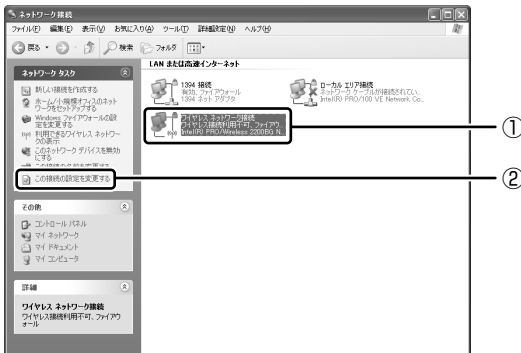 ネットワーク接続
ファイル(F) 編集(E) 表示(V) お気に入り(A) ツール(T) 詳細設定(N) ヘルプ(H)
戻る 検索 フォルダ
LAN または高速インターネット
ネットワーク タスク
新しい接続を作成する
ホーム/小規模オフィスのネットワークをセットアップする
Windows ファイアウォールの設定を変更する
利用できるワイヤレス ネットワークの表示
このネットワーク デバイスを無効にする
この接続の名前を変更する
この接続の設定を変更する
その他
コントロール パネル
マイ ネットワーク
マイ ドキュメント
マイ コンピュータ
詳細
ワイヤレス ネットワーク接続
ワイヤレス接続利用不可、ファイアウォール
1394 接続
有効、ファイアウォール
1394 ネット アダプタ
ローカル エリア接続
ネットワーク ケーブルが接続されてい...
Intel(R) PRO/100 VE Network Co...
ワイヤレス ネットワーク接続
ワイヤレス接続利用不可、ファイアウ...
Intel(R) PRO/Wireless 2200BG N...
①
②